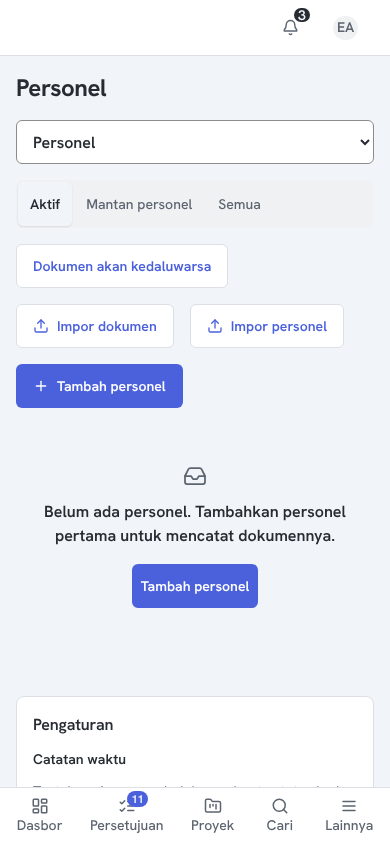 3
EA
Personel
Personel
Aktif Mantan personel Semua
Dokumen akan kedaluwarsa
Impor dokumen Impor personel
Tambah personel
Belum ada personel. Tambahkan personel
pertama untuk mencatat dokumennya.
Tambah personel
Pengaturan
Catatan waktu
11
Dasbor Persetujuan Proyek Cari Lainnya